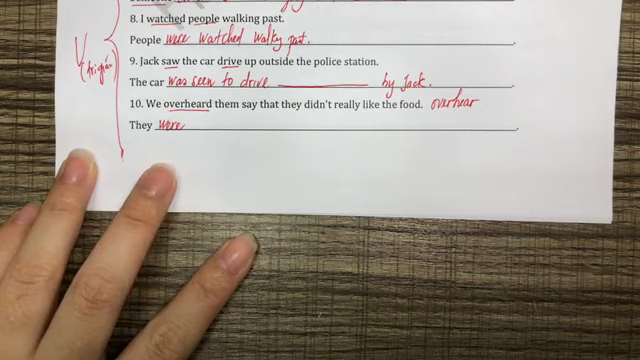 8. I watched people walking past.
People were watched walking past.
9. Jack saw the car drive up outside the police station.
The car was seen to drive by Jack.
10. We overheard them say that they didn't really like the food. overhear
They were
V
(tri giác)